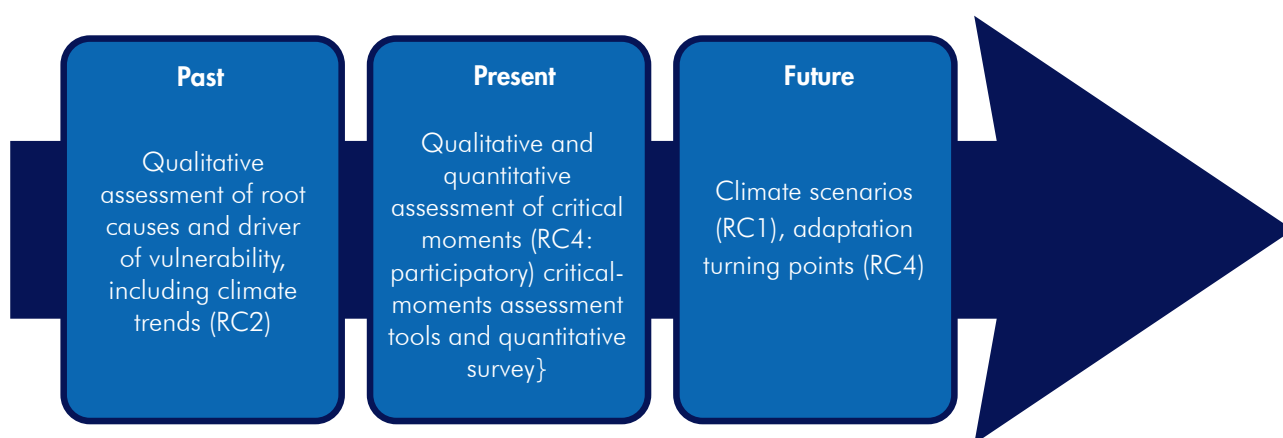 Past
Qualitative
assessment of root
causes and driver
of vulnerability,
including climate
trends (RC2)
Present
Qualitative and
quantitative
assessment of critical
moments (RC4:
participatory) critical-
moments assessment
tools and quantitative
survey}
Future
Climate scenarios
(RC1), adaptation
turning points (RC4)